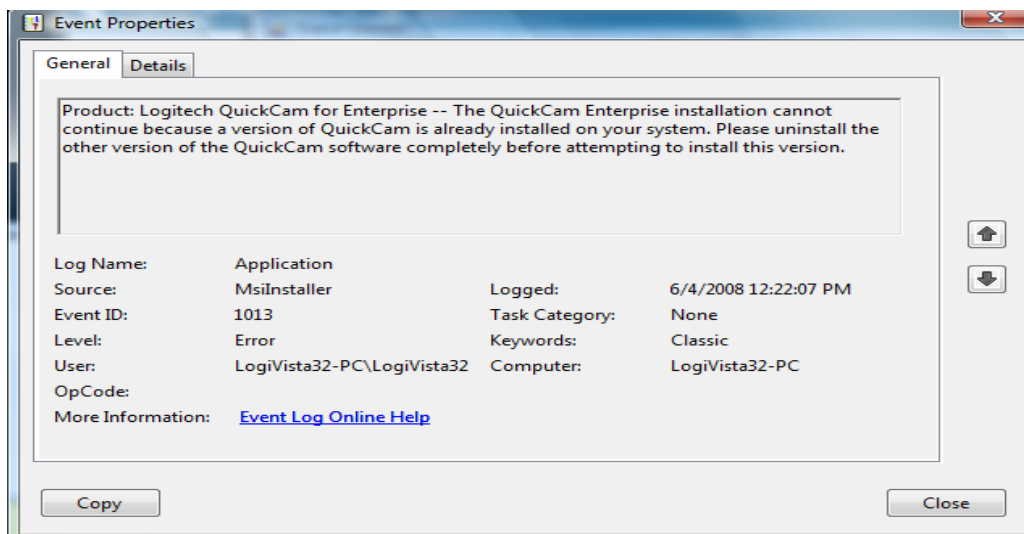 Event Properties
General Details
Product: Logitech QuickCam for Enterprise -- The QuickCam Enterprise installation cannot
continue because a version of QuickCam is already installed on your system. Please uninstall the
other version of the QuickCam software completely before attempting to install this version.
Log Name: Application
Source: MsiInstaller Logged: 6/4/2008 12:22:07 PM
Event ID: 1013 Task Category: None
Level: Error Keywords: Classic
User: LogiVista32-PC\LogiVista32 Computer: LogiVista32-PC
OpCode:
More Information: Event Log Online Help
Copy Close